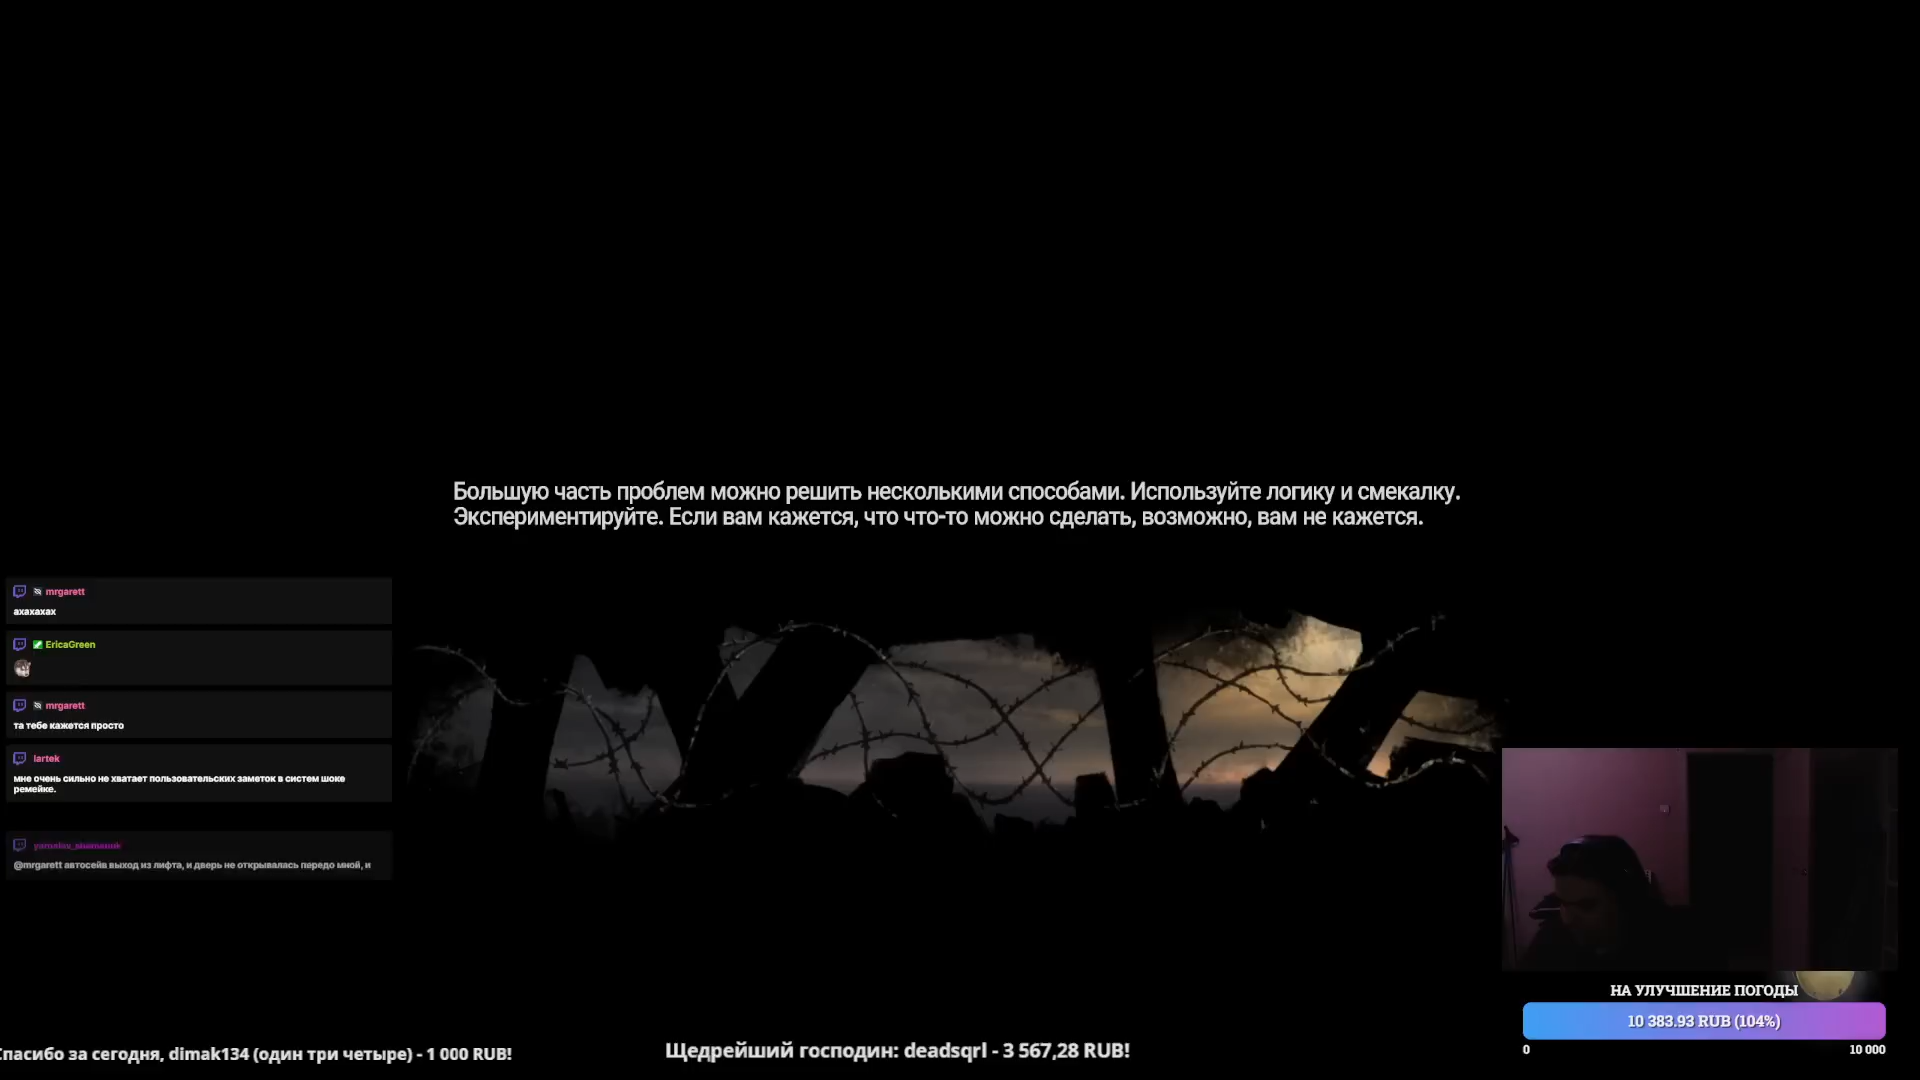 Большую часть проблем можно решить несколькими способами. Используйте логику и смекалку.
Экспериментируйте. Если вам кажется, что что-то можно сделать, возможно, вам не кажется.
mrgarett
ахахахах
EricaGreen
mrgarett
та тебе кажется просто
lartek
мне очень сильно не хватает пользовательских заметок в систем шоке
ремейке.
@mrgarett автосейв выход из лифта, и дверь не открывалась передо мной, и
НА УЛУЧШЕНИЕ ПОГОДЫ
10 383.93 RUB (104%)
0
10 000
Спасибо за сегодня, dimak134 (один три четыре) - 1 000 RUB!
Щедрейший господин: deadsqrl - 3 567,28 RUB!